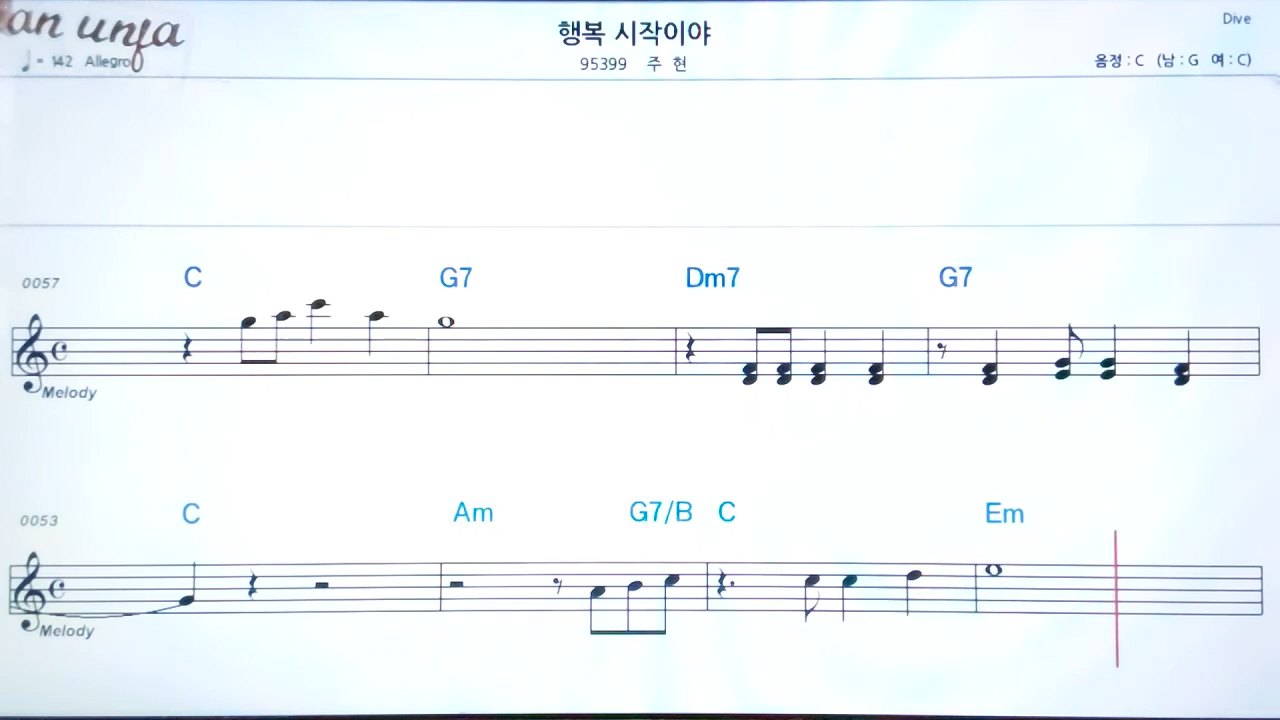 an unfa
행복 시작이야
Dive
♩= 142 Allegro
95399 주 현
음정 : C (남 : G 여 : C)
0057 C G7 Dm7 G7
Melody
0053 C Am G7/B C Em
Melody